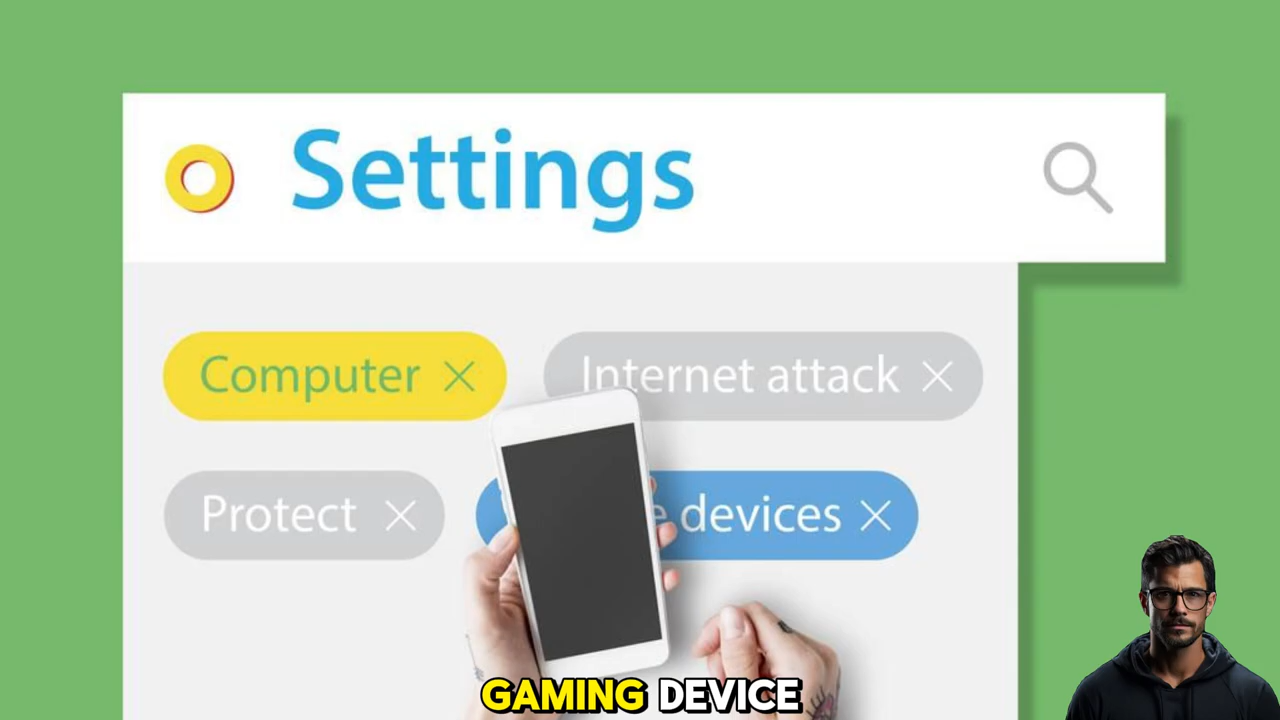 Settings
Computer × Internet attack ×
Protect × e devices ×
GAMING DEVICE